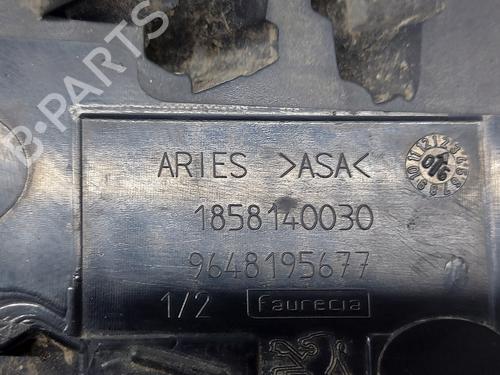 B-PARTS
ARIES >ASA<
1858140030
9648195677
1/2 faurecia